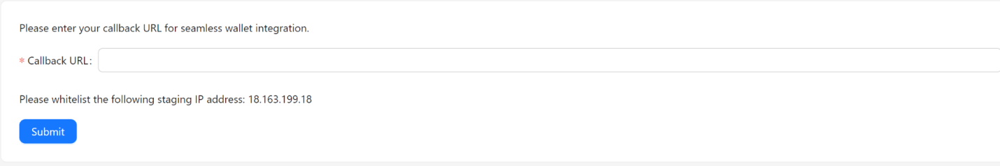 Please enter your callback URL for seamless wallet integration.
* Callback URL:
Please whitelist the following staging IP address: 18.163.199.18
Submit